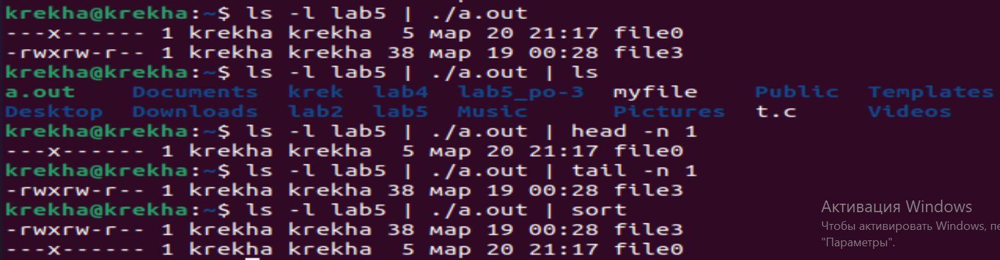 krekha@krekha:~$ ls -l lab5 | ./a.out
---x------ 1 krekha krekha  5 мар 20 21:17 file0
-rwxrw-r-- 1 krekha krekha 38 мар 19 00:28 file3
krekha@krekha:~$ ls -l lab5 | ./a.out | ls
a.out    Documents  krek  lab4  lab5_po-3  myfile    Public  Templates
Desktop  Downloads  lab2  lab5  Music      Pictures  t.c     Videos
krekha@krekha:~$ ls -l lab5 | ./a.out | head -n 1
---x------ 1 krekha krekha  5 мар 20 21:17 file0
krekha@krekha:~$ ls -l lab5 | ./a.out | tail -n 1
-rwxrw-r-- 1 krekha krekha 38 мар 19 00:28 file3
krekha@krekha:~$ ls -l lab5 | ./a.out | sort
-rwxrw-r-- 1 krekha krekha 38 мар 19 00:28 file3
---x------ 1 krekha krekha  5 мар 20 21:17 file0
Активация Windows
Чтобы активировать Windows, пе
"Параметры".